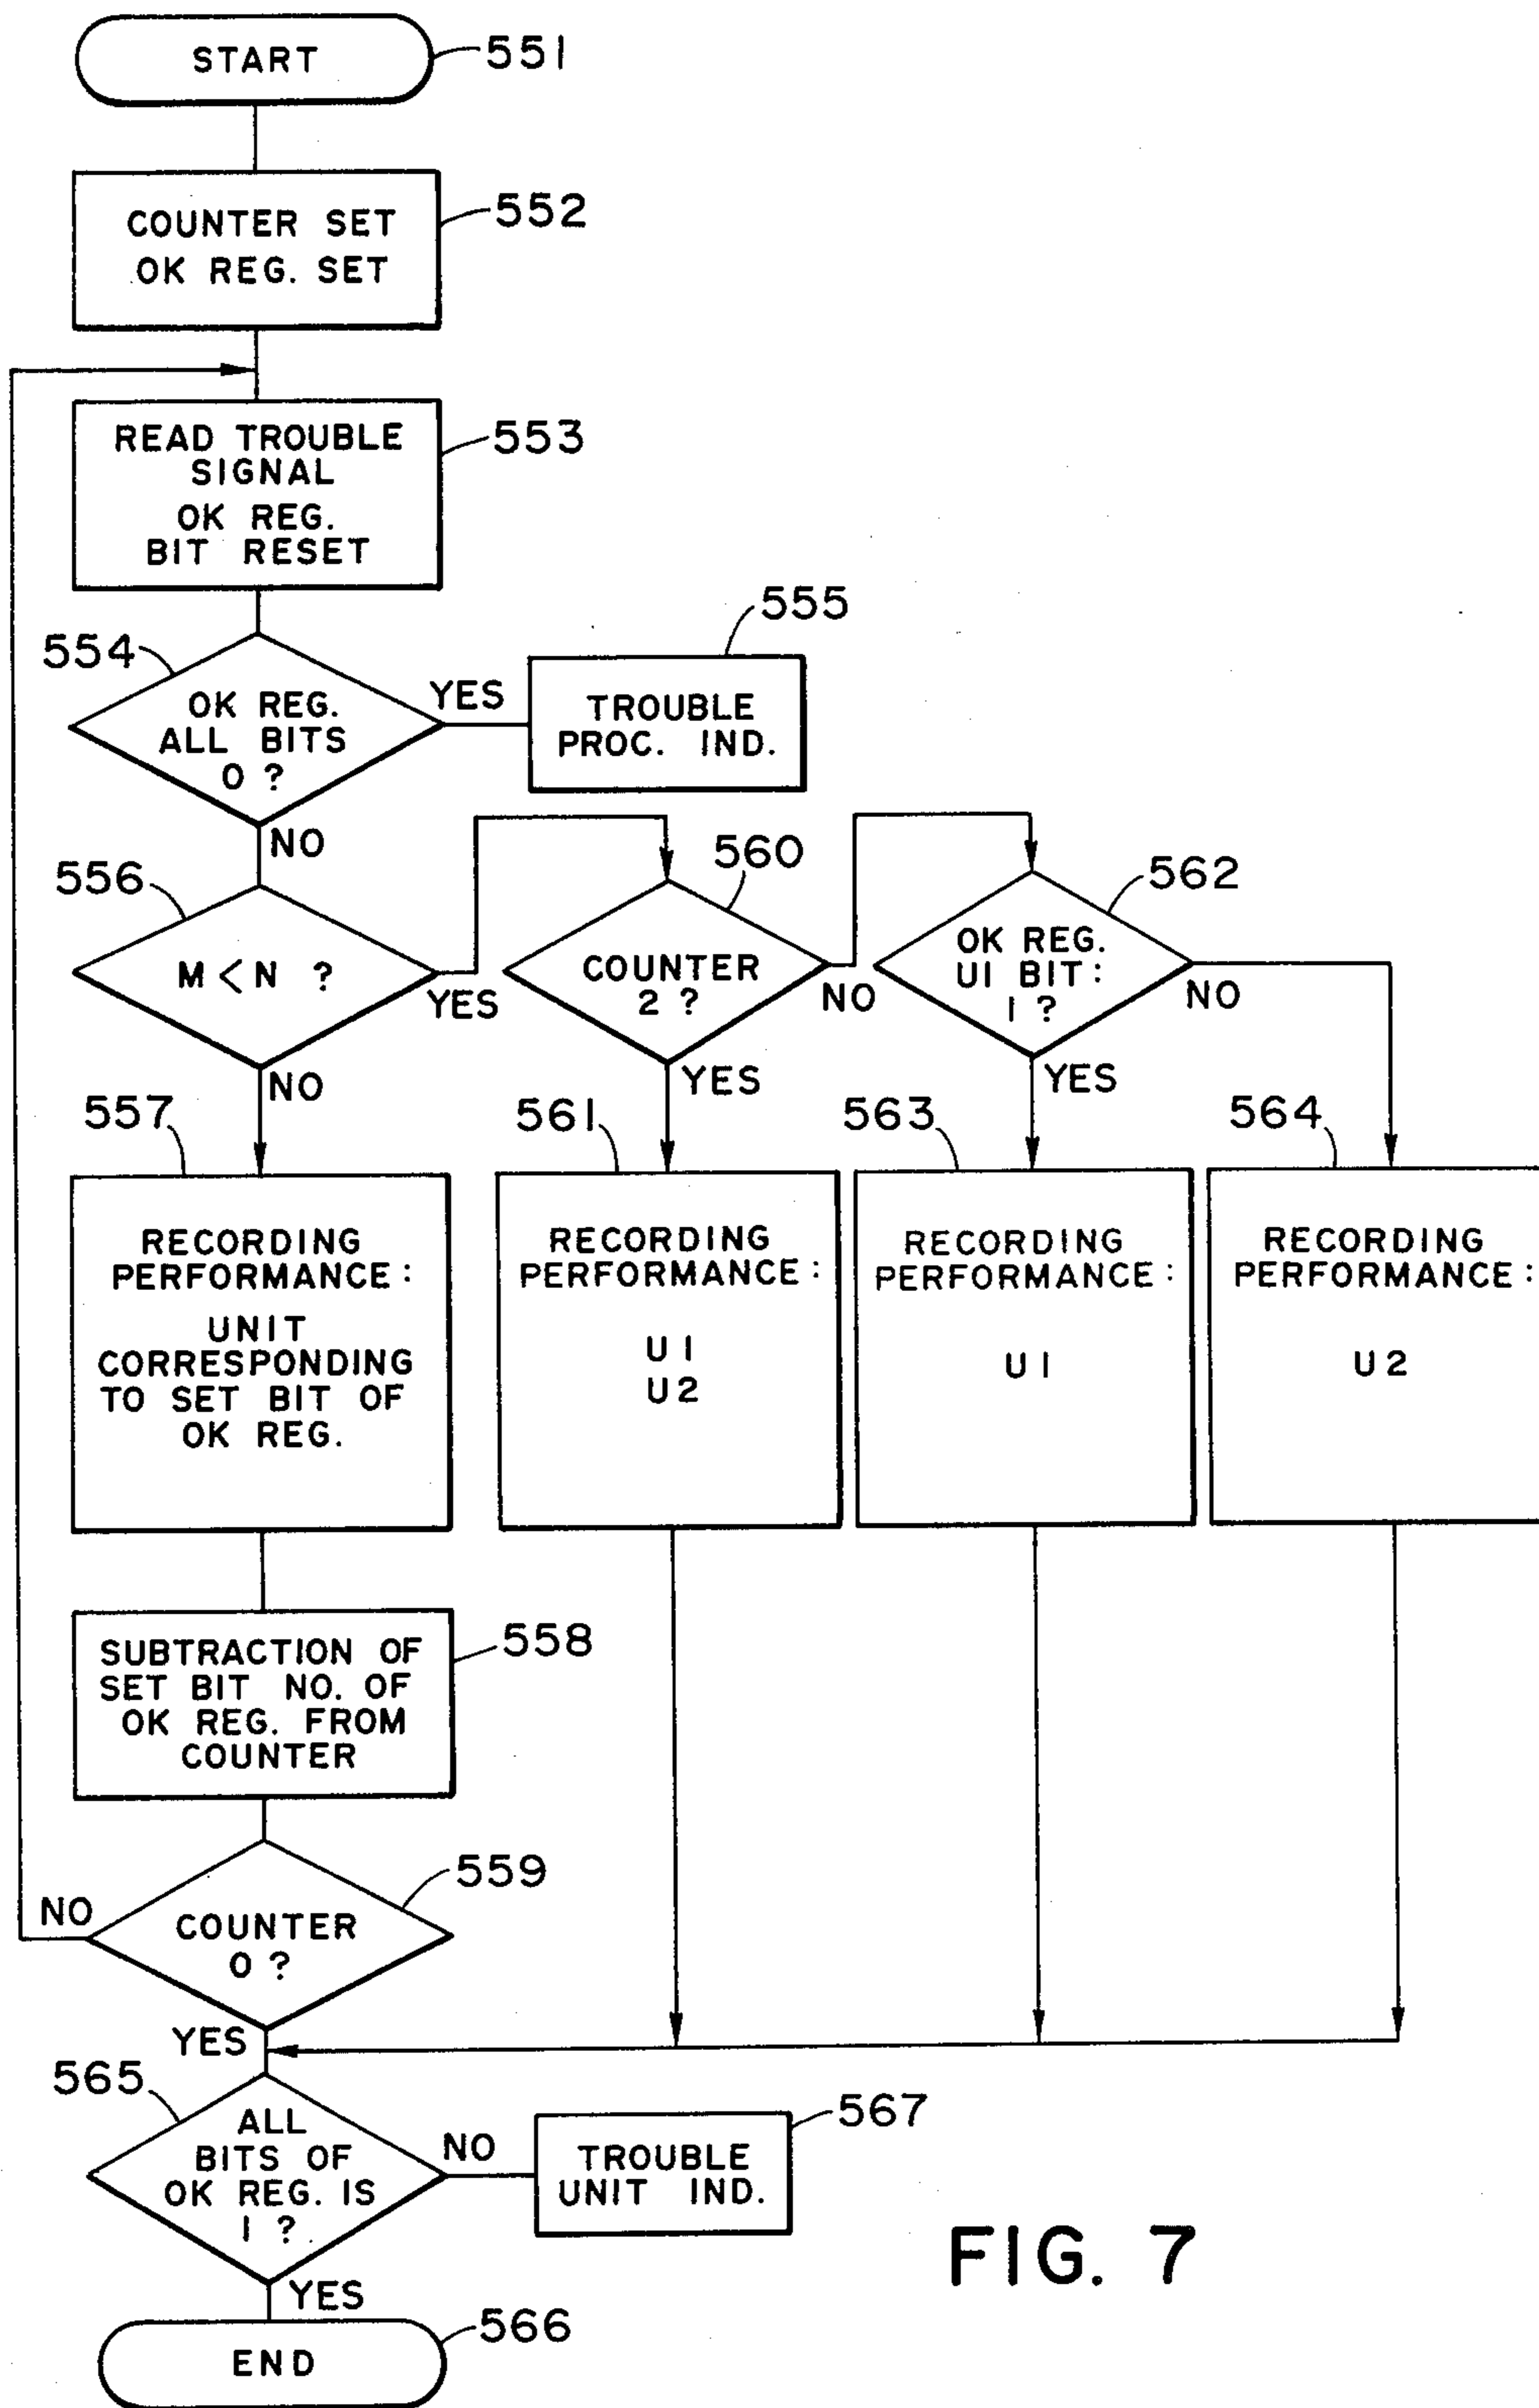 START
551
COUNTER SET
OK REG. SET
552
READ TROUBLE
SIGNAL
OK REG.
BIT RESET
553
554
OK REG.
ALL BITS
0 ?
YES
555
TROUBLE
PROC. IND.
NO
556
M < N ?
YES
560
COUNTER
2 ?
NO
562
OK REG.
U1 BIT :
1 ?
NO
NO
YES
YES
557
RECORDING
PERFORMANCE :
UNIT
CORRESPONDING
TO SET BIT OF
OK REG.
561
RECORDING
PERFORMANCE :
U1
U2
563
RECORDING
PERFORMANCE :
U1
564
RECORDING
PERFORMANCE :
U2
SUBTRACTION OF
SET BIT NO. OF
OK REG. FROM
COUNTER
558
559
NO
COUNTER
0 ?
YES
565
ALL
BITS OF
OK REG. IS
1 ?
NO
567
TROUBLE
UNIT IND.
YES
END
566
FIG. 7